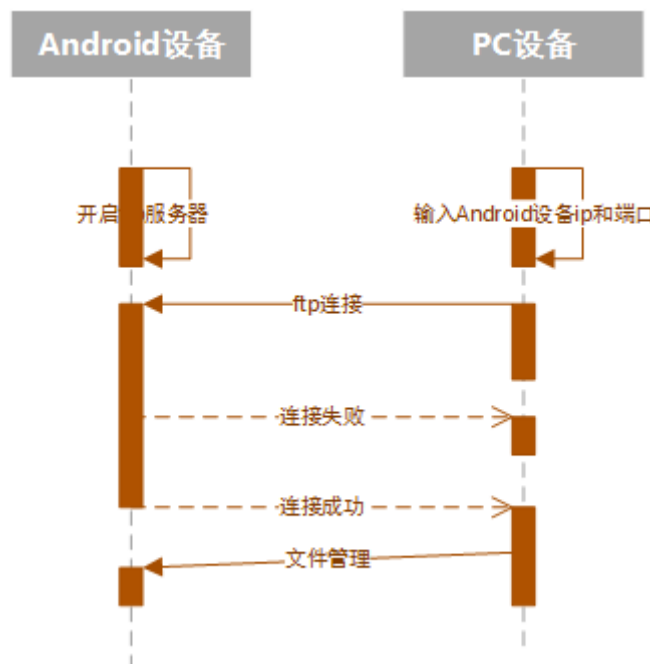 Android设备
PC设备
开启 服务器
输入Android设备ip和端口
ftp连接
连接失败
连接成功
文件管理